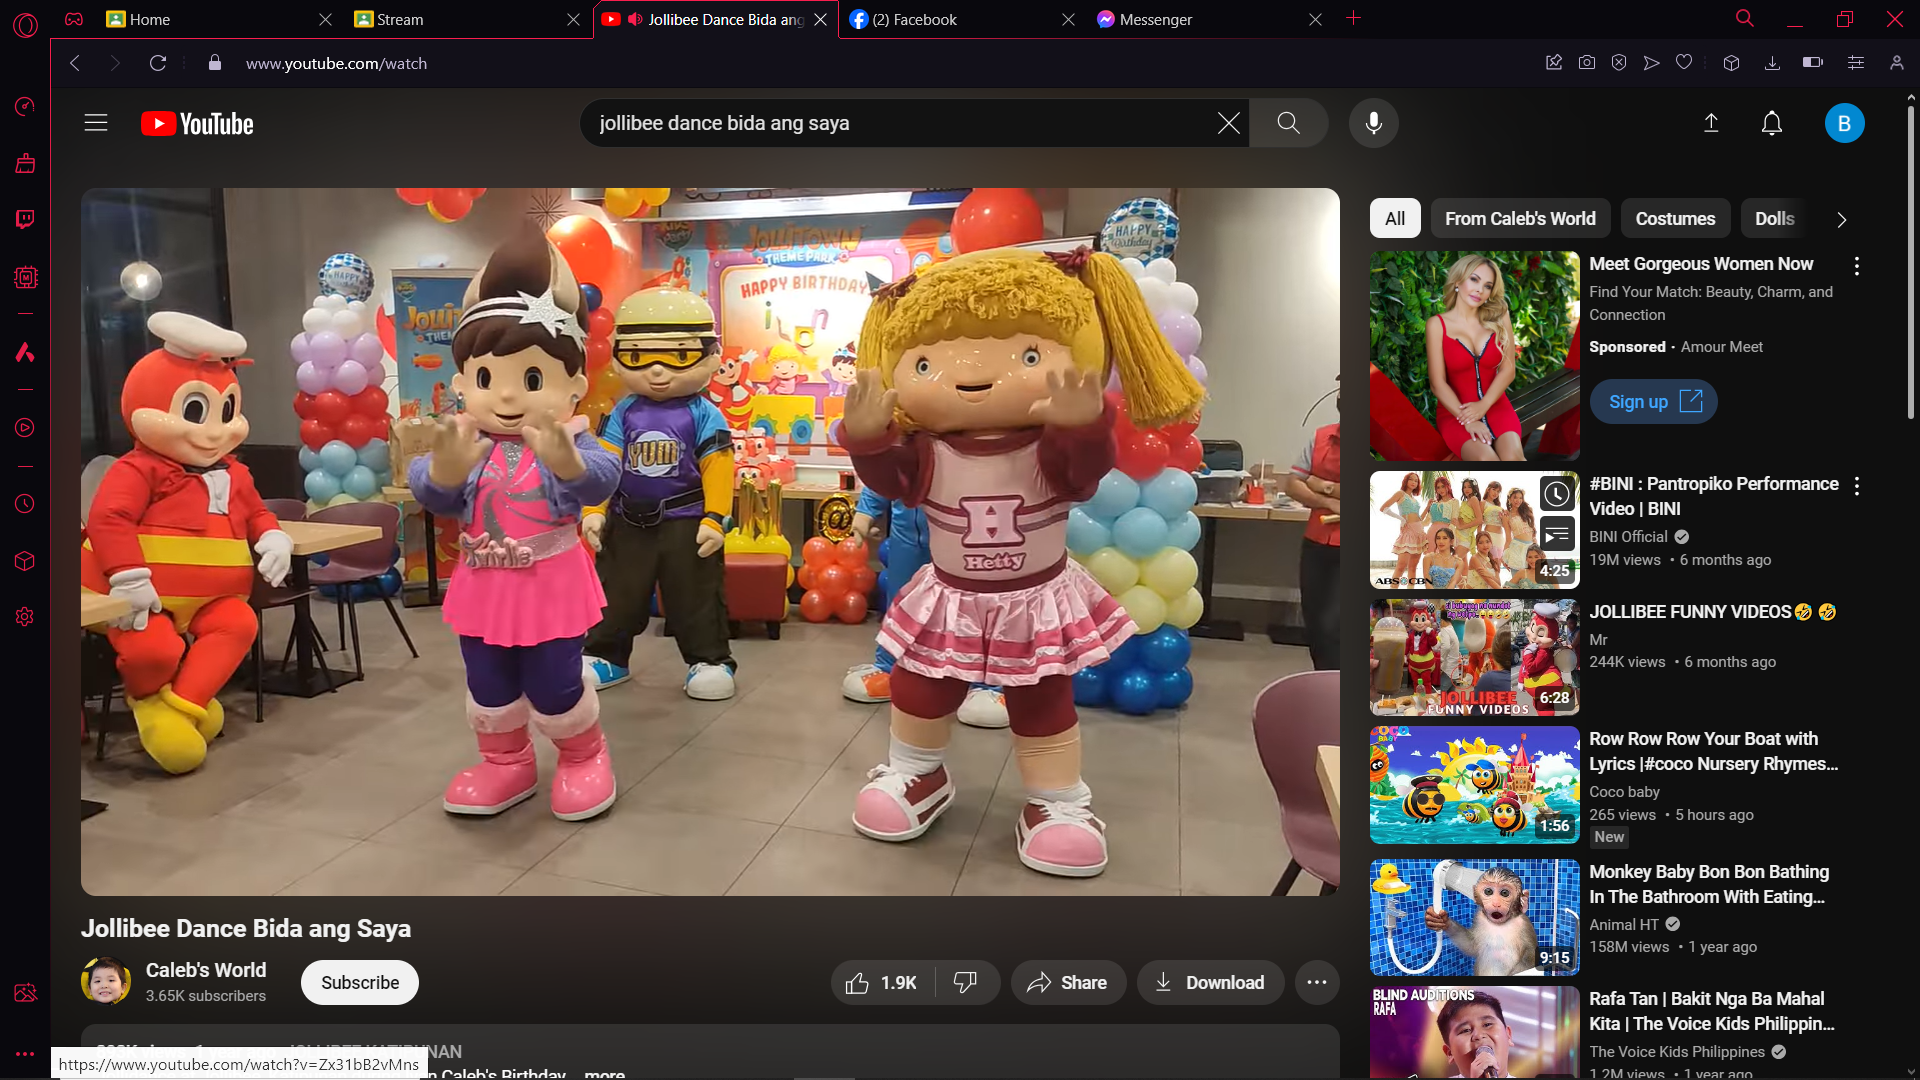 Home
Stream
Jollibee Dance Bida ang
(2) Facebook
Messenger
www.youtube.com/watch
YouTube
jollibee dance bida ang saya
B
HAPPY Birthday
JOLLITOWN
THEME PARK
HAPPY BIRTHDAY
YUM
Twirlie
H
Hetty
All
From Caleb's World
Costumes
Dolls
Meet Gorgeous Women Now
Find Your Match: Beauty, Charm, and
Connection
Sponsored · Amour Meet
Sign up
#BINI : Pantropiko Performance
Video | BINI
BINI Official
19M views • 6 months ago
ABS CBN
4:25
JOLLIBEE FUNNY VIDEOS🤣 🤣
Mr
244K views • 6 months ago
JOLLIBEE
FUNNY VIDEOS
6:28
Row Row Row Your Boat with
Lyrics |#coco Nursery Rhymes...
Coco baby
265 views • 5 hours ago
New
COCO
BABY
1:56
Monkey Baby Bon Bon Bathing
In The Bathroom With Eating...
Animal HT
158M views • 1 year ago
9:15
BLIND AUDITIONS
RAFA
Rafa Tan | Bakit Nga Ba Mahal
Kita | The Voice Kids Philippin...
The Voice Kids Philippines
1.2M views • 1 year ago
Jollibee Dance Bida ang Saya
Caleb's World
3.65K subscribers
Subscribe
1.9K
Share
Download
JOLLIBEE KATIPUNAN
Caleb's Birthday
...more
https://www.youtube.com/watch?v=Zx31bB2vMns